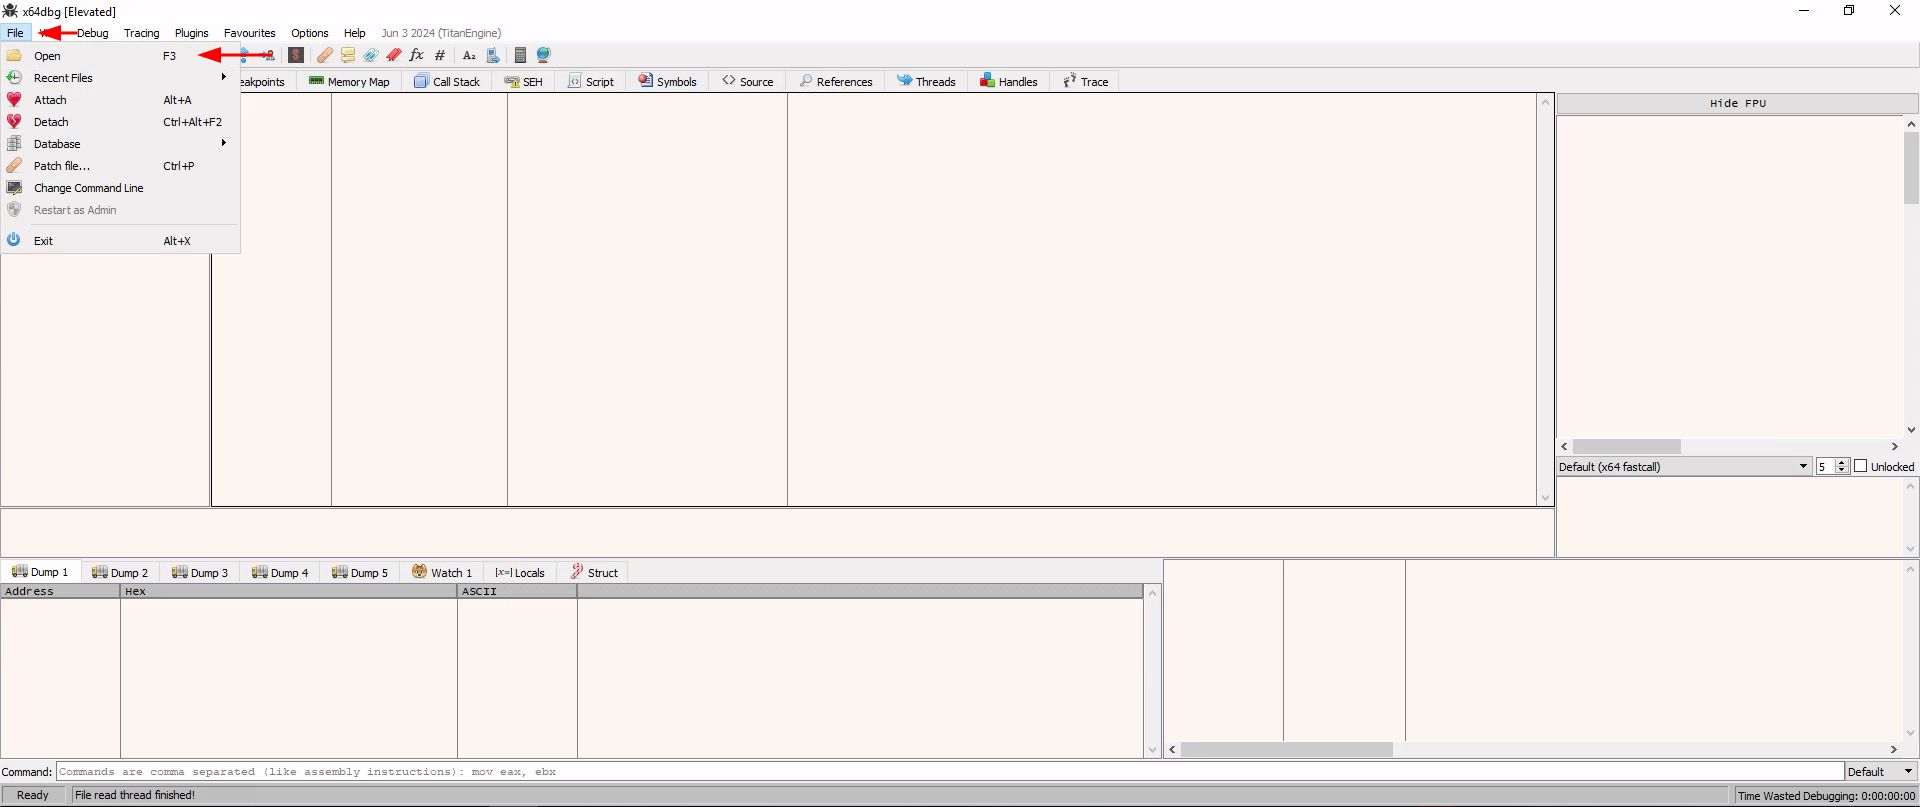 x64dbg [Elevated]
File Debug Tracing Plugins Favourites Options Help Jun 3 2024 (TitanEngine)
Open F3
Recent Files
Attach Alt+A
Detach Ctrl+Alt+F2
Database
Patch file... Ctrl+P
Change Command Line
Restart as Admin
Exit Alt+X
fx # A2
eakpoints Memory Map Call Stack SEH Script Symbols Source References Threads Handles Trace
Hide FPU
Default (x64 fastcall) 5 Unlocked
Dump 1 Dump 2 Dump 3 Dump 4 Dump 5 Watch 1 [x=] Locals Struct
Address Hex ASCII
Command: Commands are comma separated (like assembly instructions): mov eax, ebx Default
Ready File read thread finished! Time Wasted Debugging: 0:00:00:00